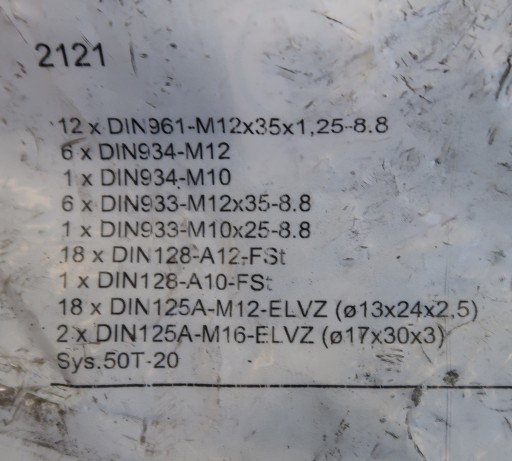 2121
12 x DIN961-M12x35x1,25-8.8
6 x DIN934-M12
1 x DIN934-M10
6 x DIN933-M12x35-8.8
1 x DIN933-M10x25-8.8
18 x DIN128-A12-FSt
1 x DIN128-A10-FSt
18 x DIN125A-M12-ELVZ (ø13x24x2,5)
2 x DIN125A-M16-ELVZ (ø17x30x3)
Sys.50T-20